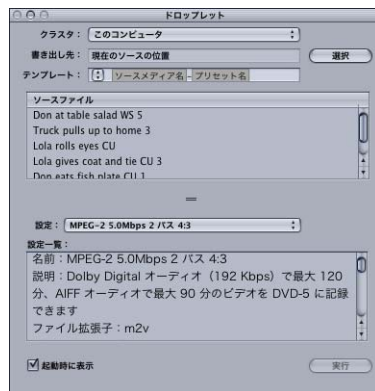 ドロップレット
クラスタ： このコンピュータ
書き出し先： 現在のソースの位置 選択
テンプレート： ソースメディア名 - プリセット名
ソースファイル
Don at table salad WS 5
Truck pulls up to home 3
Lola rolls eyes CU
Lola gives coat and tie CU 3
Don eats fish plate CU 1
設定： MPEG-2 5.0Mbps 2 パス 4:3
設定一覧：
名前：MPEG-2 5.0Mbps 2 パス 4:3
説明：Dolby Digital オーディオ（192 Kbps）で最大 120
分、AIFF オーディオで最大 90 分のビデオを DVD-5 に記録
できます
ファイル拡張子：m2v
起動時に表示 実行